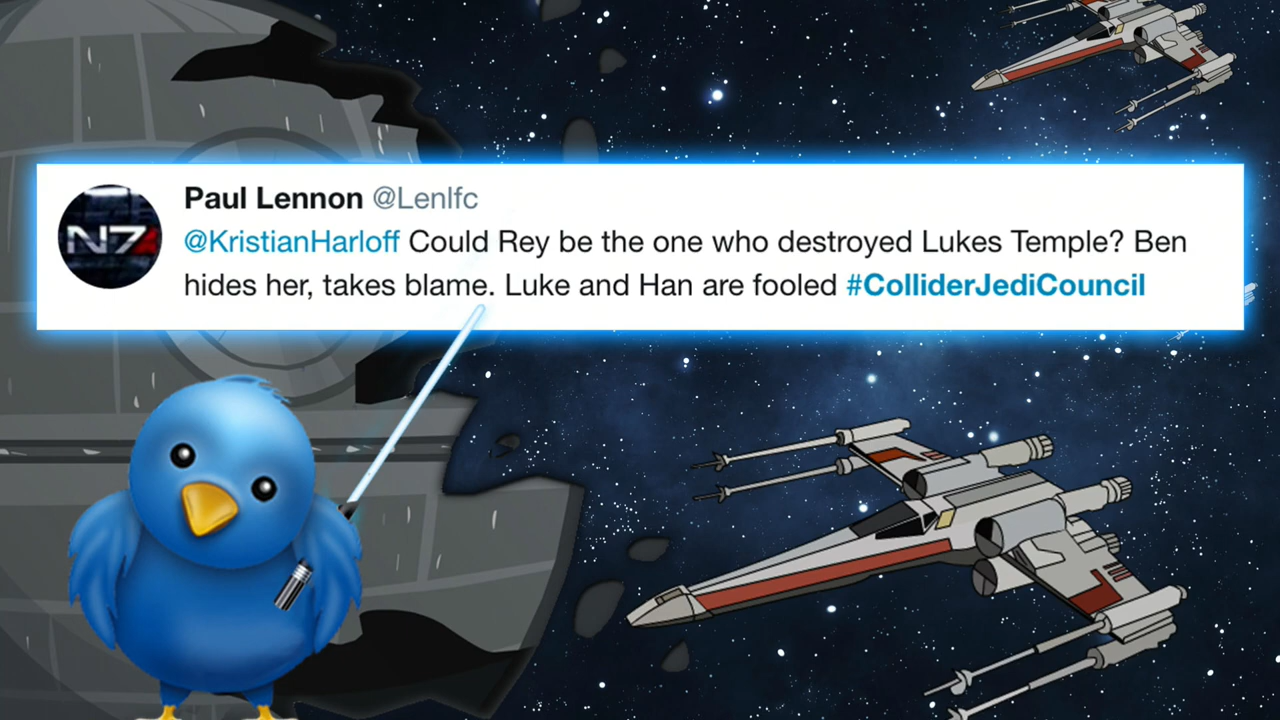 Paul Lennon @Lenlfc
@KristianHarloff Could Rey be the one who destroyed Lukes Temple? Ben
hides her, takes blame. Luke and Han are fooled #ColliderJediCouncil
N7